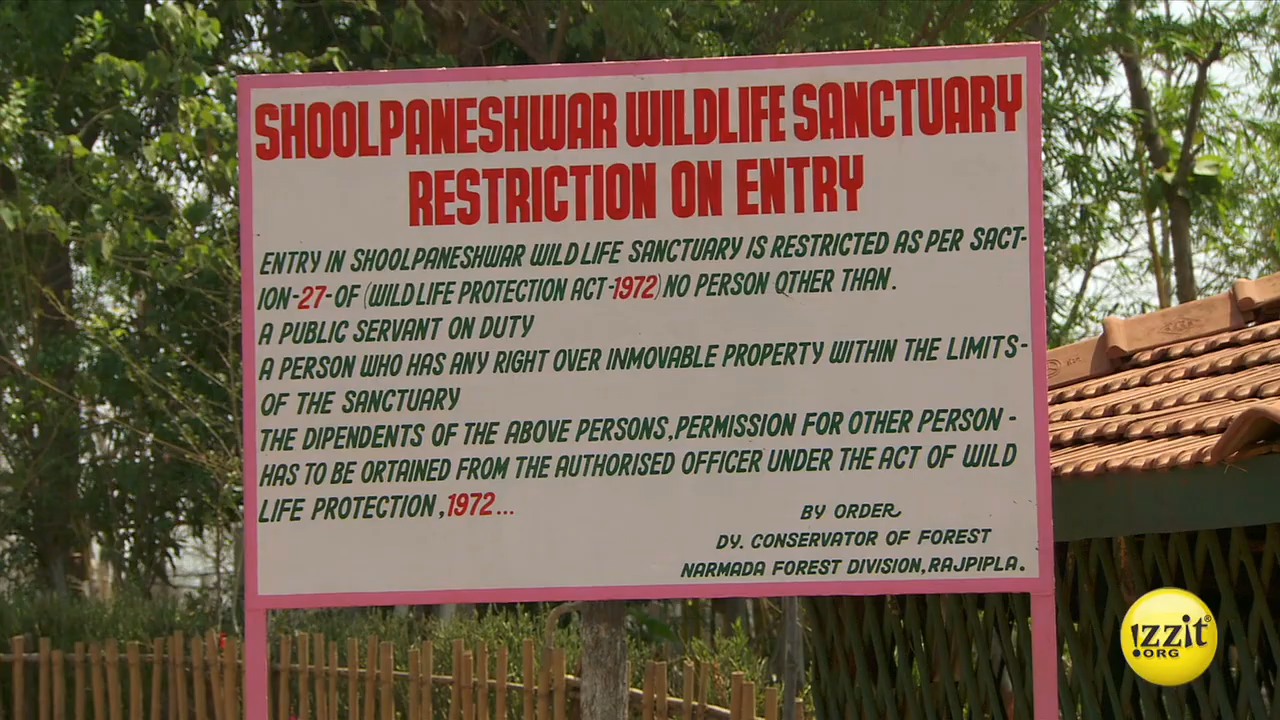 SHOOLPANESHWAR WILDLIFE SANCTUARY
RESTRICTION ON ENTRY
ENTRY IN SHOOLPANESHWAR WILD LIFE SANCTUARY IS RESTRICTED AS PER SACT-
ION-27-OF (WILD LIFE PROTECTION ACT-1972) NO PERSON OTHER THAN.
A PUBLIC SERVANT ON DUTY
A PERSON WHO HAS ANY RIGHT OVER INMOVABLE PROPERTY WITHIN THE LIMITS-
OF THE SANCTUARY
THE DIPENDENTS OF THE ABOVE PERSONS, PERMISSION FOR OTHER PERSON-
HAS TO BE ORTAINED FROM THE AUTHORISED OFFICER UNDER THE ACT OF WILD
LIFE PROTECTION, 1972...
BY ORDER
DY. CONSERVATOR OF FOREST
NARMADA FOREST DIVISION, RAJPIPLA.
izzit®
.ORG